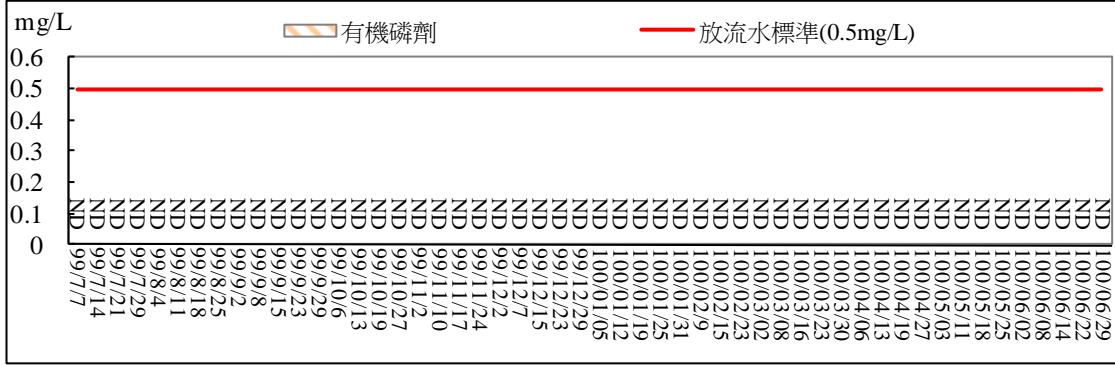 mg/L
有機磷劑 放流水標準(0.5mg/L)
0.6
0.5
0.4
0.3
0.2
0.1
0
ND ND ND ND ND ND ND ND ND ND ND ND ND ND ND ND ND ND ND ND ND ND ND ND ND ND ND ND ND ND ND ND ND ND ND ND ND ND ND ND ND ND ND ND ND ND ND ND ND ND ND ND
99/7/7 99/7/14 99/7/21 99/7/29 99/8/4 99/8/11 99/8/18 99/8/25 99/9/2 99/9/8 99/9/15 99/9/23 99/9/29 99/10/6 99/10/13 99/10/19 99/10/27 99/11/2 99/11/10 99/11/17 99/11/24 99/12/2 99/12/7 99/12/15 99/12/23 99/12/29 100/01/05 100/01/12 100/01/19 100/01/25 100/01/31 100/02/9 100/02/15 100/02/23 100/03/02 100/03/08 100/03/16 100/03/23 100/03/30 100/04/06 100/04/13 100/04/19 100/04/27 100/05/03 100/05/11 100/05/18 100/05/25 100/06/02 100/06/08 100/06/14 100/06/22 100/06/29